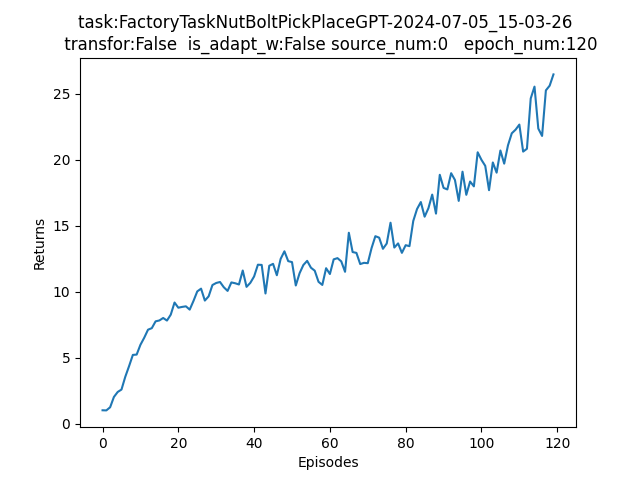 task:FactoryTaskNutBoltPickPlaceGPT-2024-07-05_15-03-26
transfor:False  is_adapt_w:False source_num:0   epoch_num:120
25
20
15
10
5
0
Returns
0 20 40 60 80 100 120
Episodes